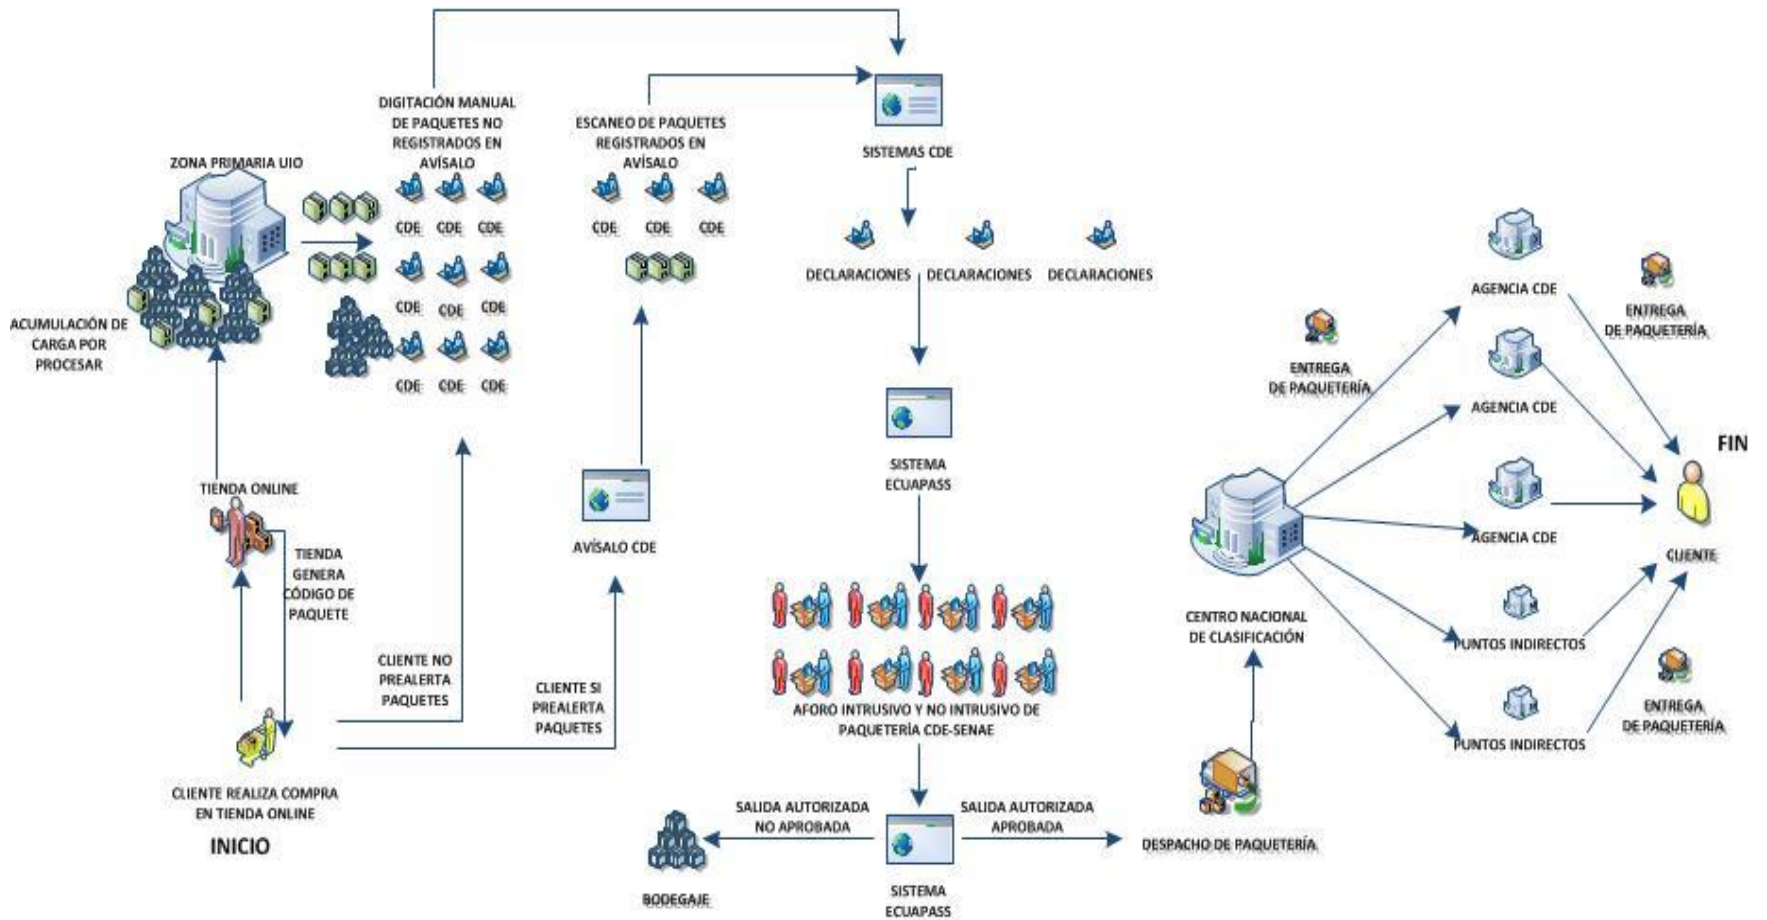 DIGITACIÓN MANUAL
DE PAQUETES NO
REGISTRADOS EN
AVÍSALO
ESCANEO DE PAQUETES
REGISTRADOS EN
AVÍSALO
SISTEMAS CDE
ZONA PRIMARIA UIO
CDE CDE CDE
CDE CDE CDE
CDE CDE CDE
CDE CDE CDE
ACUMULACIÓN DE
CARGA POR
PROCESAR
DECLARACIONES DECLARACIONES DECLARACIONES
TIENDA ONLINE
TIENDA
GENERA
CÓDIGO DE
PAQUETE
AVÍSALO CDE
SISTEMA
ECUAPASS
CLIENTE NO
PREALERTA
PAQUETES
CLIENTE SI
PREALERTA
PAQUETES
CLIENTE REALIZA COMPRA
EN TIENDA ONLINE
INICIO
AFORO INTRUSIVO Y NO INTRUSIVO DE
PAQUETERÍA CDE-SENAE
SALIDA AUTORIZADA
NO APROBADA
SALIDA AUTORIZADA
APROBADA
BODEGAJE
SISTEMA
ECUAPASS
DESPACHO DE PAQUETERÍA
CENTRO NACIONAL
DE CLASIFICACIÓN
ENTREGA
DE PAQUETERÍA
AGENCIA CDE
AGENCIA CDE
AGENCIA CDE
PUNTOS INDIRECTOS
PUNTOS INDIRECTOS
ENTREGA
DE PAQUETERÍA
FIN
CLIENTE
ENTREGA
DE PAQUETERÍA